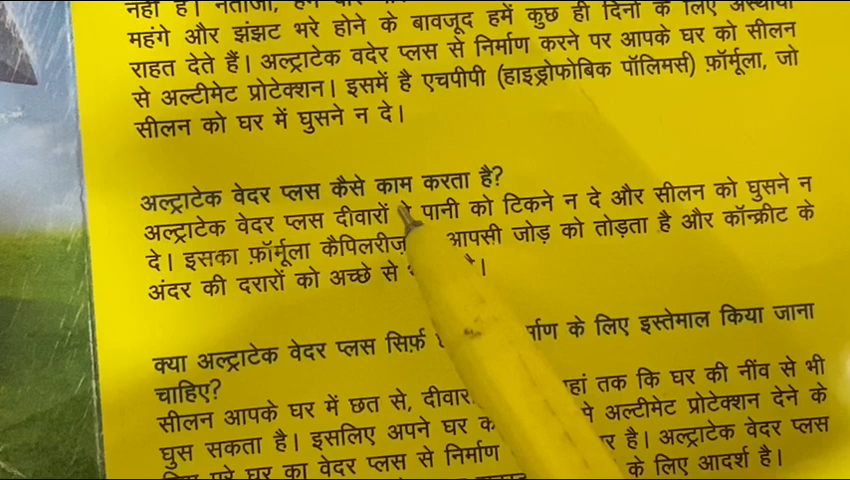 नहीं है। नतीजा,
महंगे और झंझट भरे होने के बावजूद हमें कुछ ही दिनों के लिए अस्थायी
राहत देते हैं। अल्ट्राटेक वदेर प्लस से निर्माण करने पर आपके घर को सीलन
से अल्टीमेट प्रोटेक्शन। इसमें है एचपीपी (हाइड्रोफोबिक पॉलिमर्स) फ़ॉर्मूला, जो
सीलन को घर में घुसने न दे।
अल्ट्राटेक वेदर प्लस कैसे काम करता है?
अल्ट्राटेक वेदर प्लस दीवारों पानी को टिकने न दे और सीलन को घुसने न
दे। इसका फ़ॉर्मूला कैपिलरीज़ आपसी जोड़ को तोड़ता है और कॉन्क्रीट के
अंदर की दरारों को अच्छे से
क्या अल्ट्राटेक वेदर प्लस सिर्फ़ के लिए इस्तेमाल किया जाना
चाहिए?
सीलन आपके घर में छत से, तक कि घर की नींव से भी
घुस सकता है। इसलिए अपने घर अल्टीमेट प्रोटेक्शन देने के
घर का वेदर प्लस से निर्माण है। अल्ट्राटेक वेदर प्लस
के लिए आदर्श है।